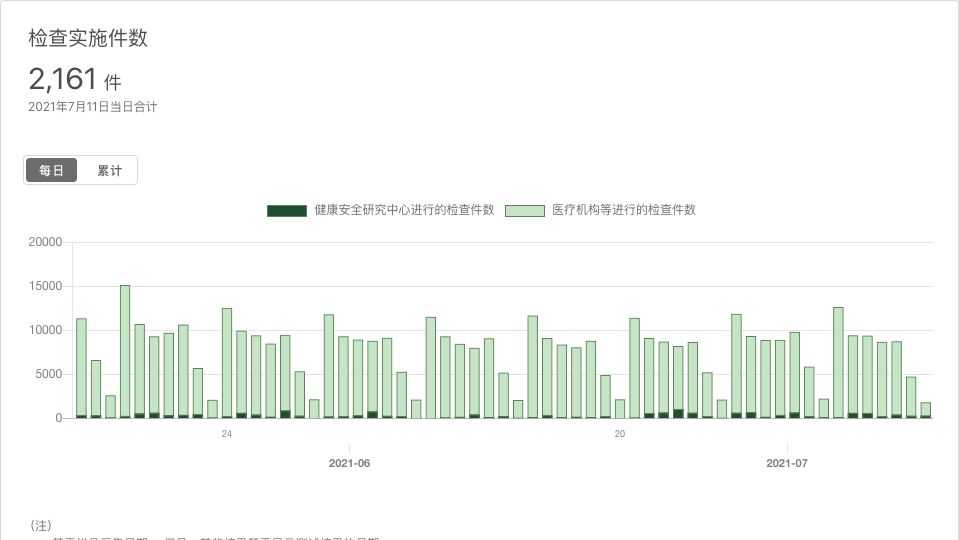 检查实施件数
2,161 件
2021年7月11日当日合计
每日 累计
健康安全研究中心进行的检查件数 医疗机构等进行的检查件数
20000
15000
10000
5000
0
24 20
2021-06 2021-07
(注)